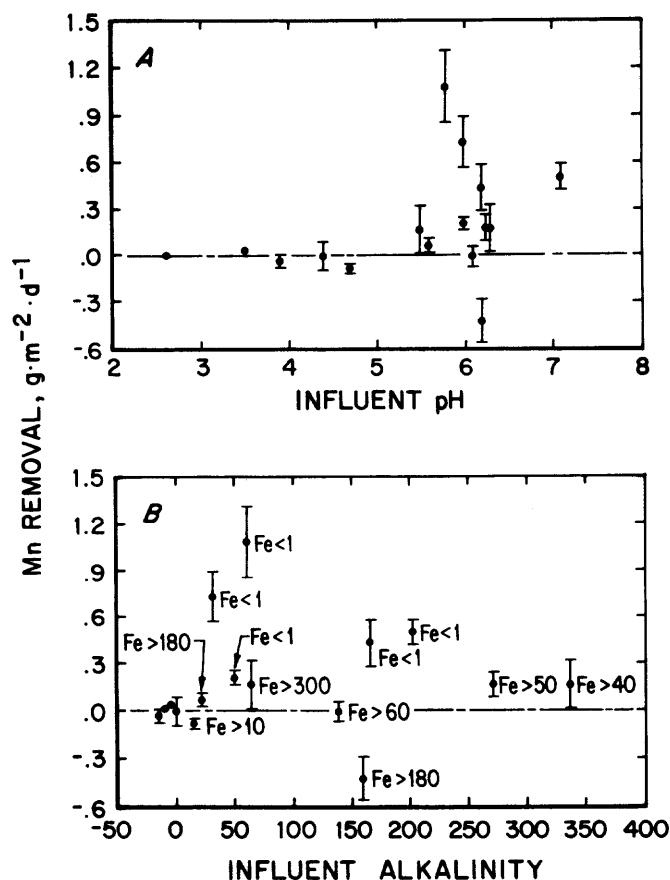 Mn REMOVAL, g·m⁻²·d⁻¹
A
1.5
1.2
.9
.6
.3
.0
-.3
-.6
2 3 4 5 6 7 8
INFLUENT pH
B
1.5
1.2
.9
.6
.3
.0
-.3
-.6
Fe<1
Fe<1
Fe>180
Fe<1
Fe<1
Fe<1
Fe>300
Fe>50
Fe>40
Fe>10
Fe>60
Fe>180
-50 0 50 100 150 200 250 300 350 400
INFLUENT ALKALINITY